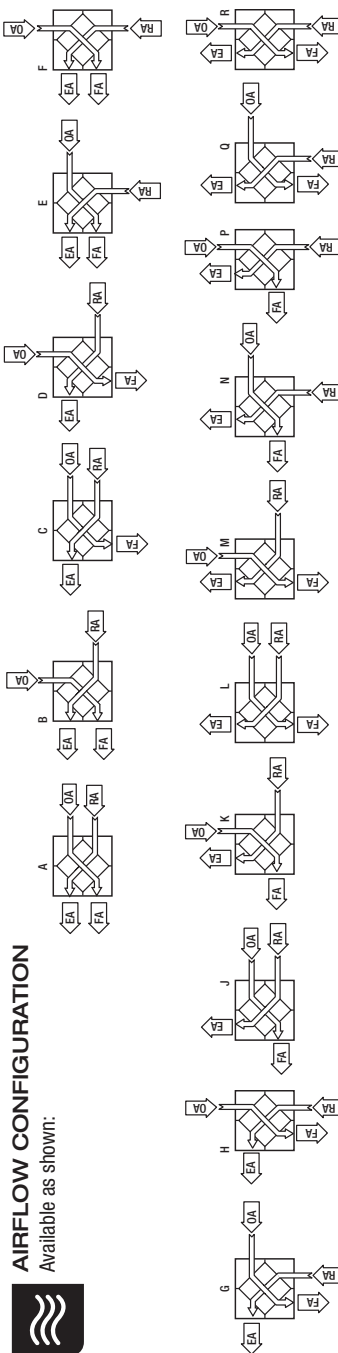 AIRFLOW CONFIGURATION
Available as shown:
A
EA OA
FA RA
OA
B
EA
FA RA
C
EA OA
RA
FA
OA
D
EA
RA
FA
E
EA OA
FA
RA
OA
F
EA
FA
RA
G
EA OA
FA RA
OA
H
EA
FA RA
EA
J
OA
FA RA
EA OA
K
FA RA
EA
L
OA
RA
FA
EA OA
M
RA
FA
EA
N
OA
FA
RA
EA OA
P
FA
RA
EA
Q
OA
FA RA
EA OA
R
FA RA